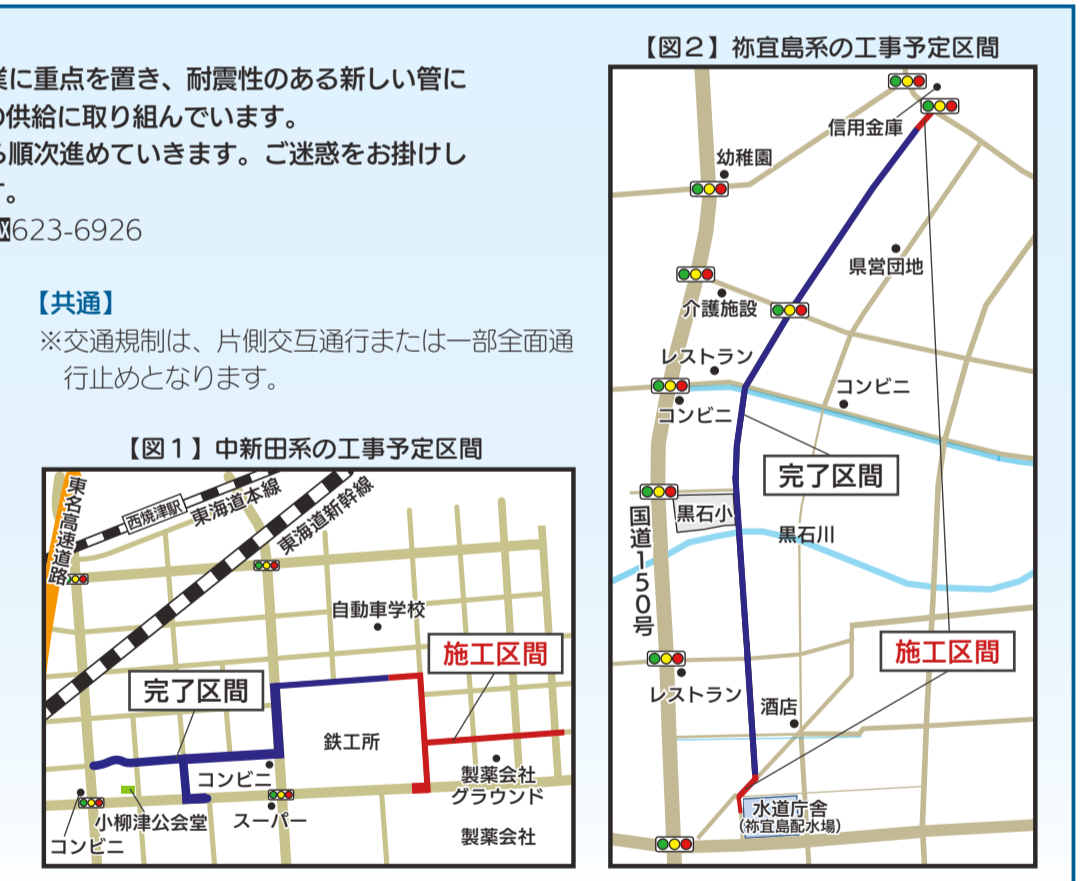 業に重点を置き、耐震性のある新しい管に
の供給に取り組んでいます。
ら順次進めていきます。ご迷惑をお掛けし
す。
623-6926
【共通】
※交通規制は、片側交互通行または一部全面通
行止めとなります。
【図1】中新田系の工事予定区間
東名高速道路
西焼津駅
東海道本線
東海道新幹線
自動車学校
施工区間
完了区間
鉄工所
コンビニ
製薬会社
グラウンド
小柳津公会堂
スーパー
コンビニ
製薬会社
【図2】祢宜島系の工事予定区間
信用金庫
幼稚園
県営団地
介護施設
レストラン
コンビニ
コンビニ
完了区間
黒石小
国道150号
黒石川
施工区間
レストラン
酒店
水道庁舎
(祢宜島配水場)